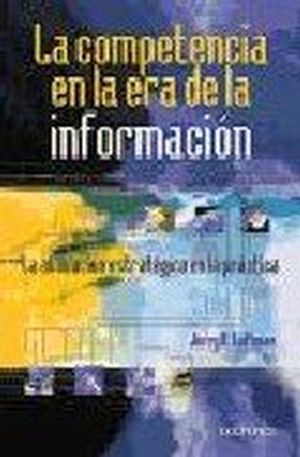 La competencia
en la era de la
información
La alineación estratégica en la práctica
Jerry N. Luftman